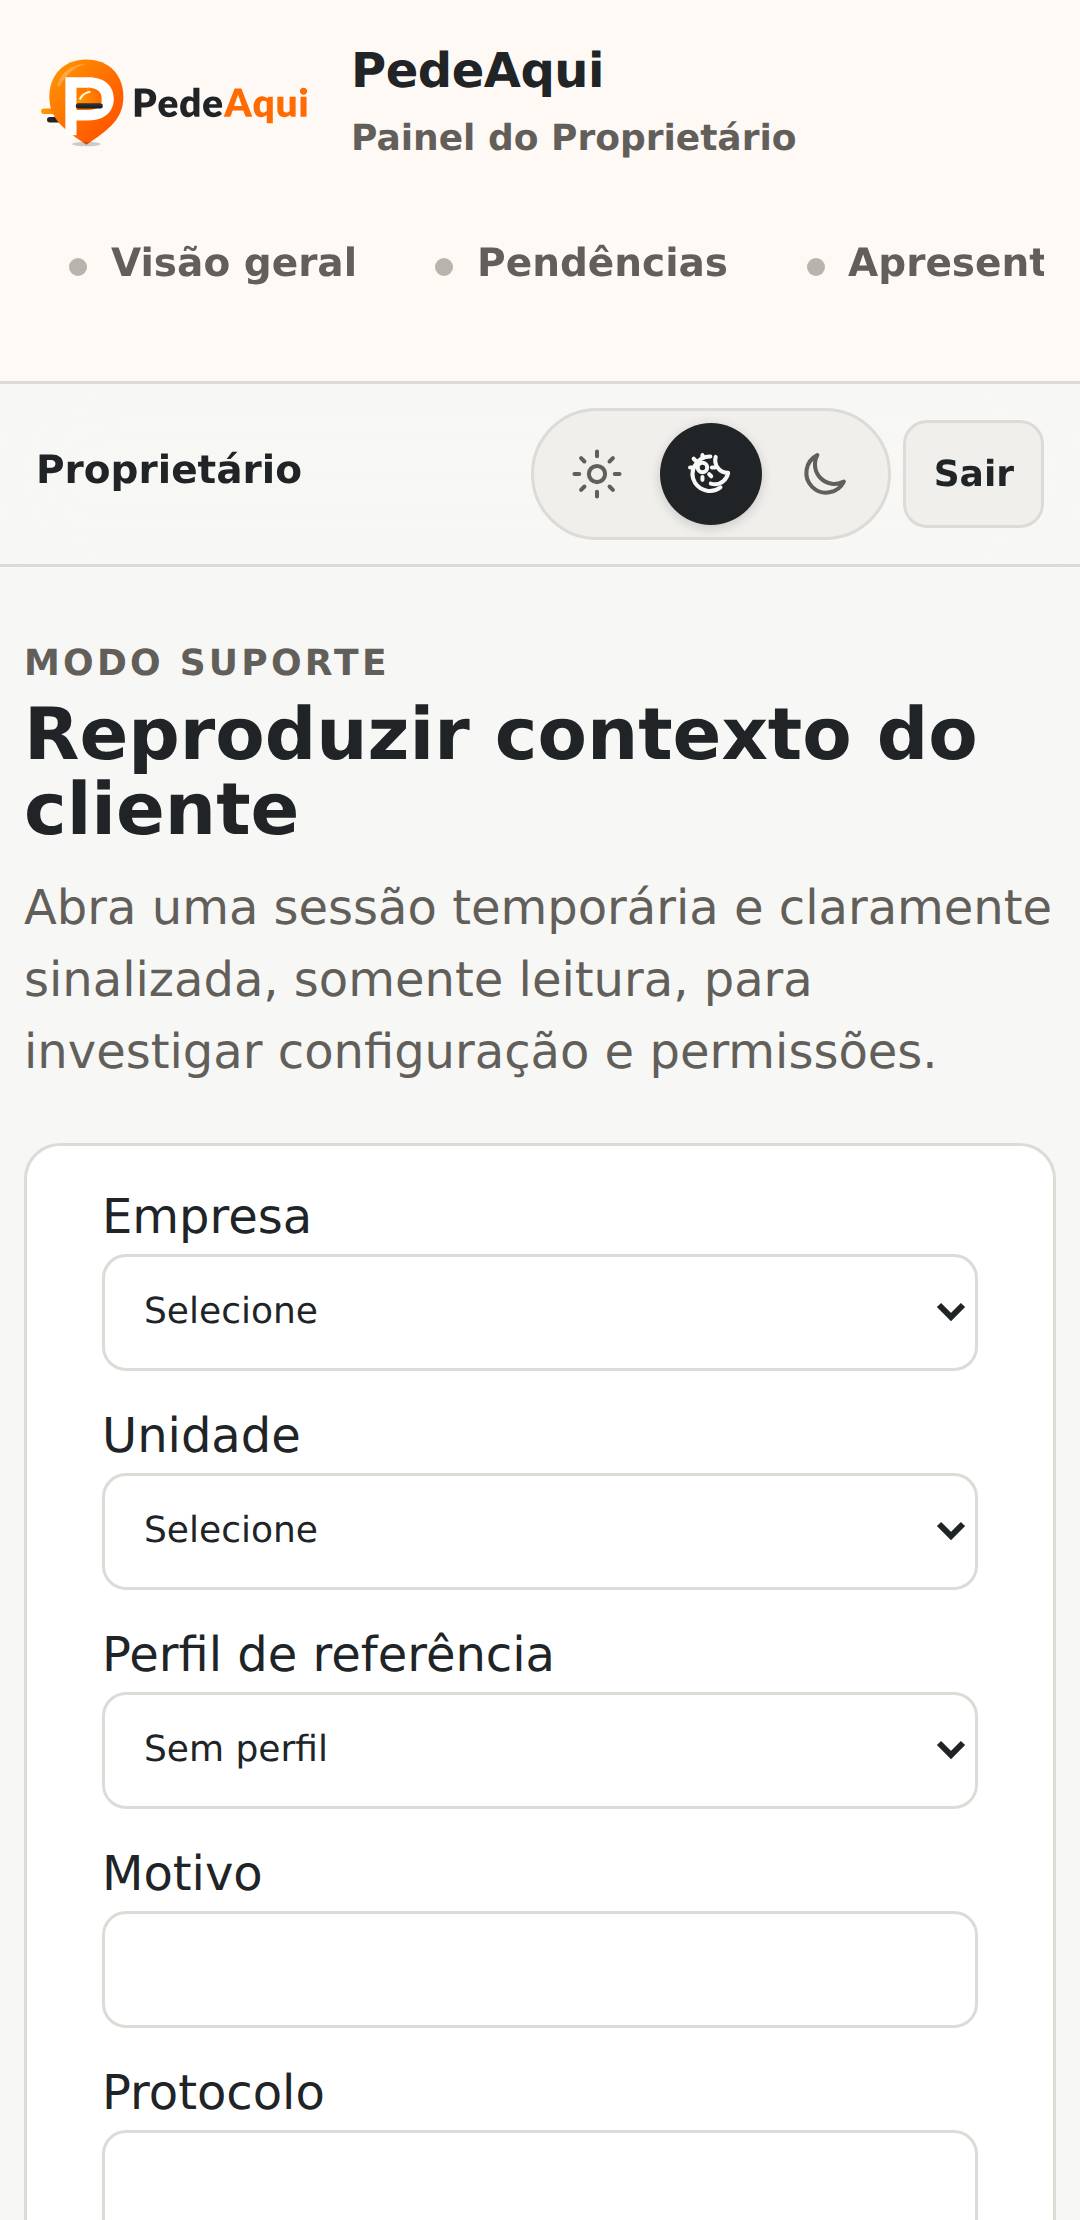 PedeAqui
PedeAqui
Painel do Proprietário
Visão geral
Pendências
Apresent
Proprietário
Sair
MODO SUPORTE
Reproduzir contexto do
cliente
Abra uma sessão temporária e claramente
sinalizada, somente leitura, para
investigar configuração e permissões.
Empresa
Selecione
Unidade
Selecione
Perfil de referência
Sem perfil
Motivo
Protocolo